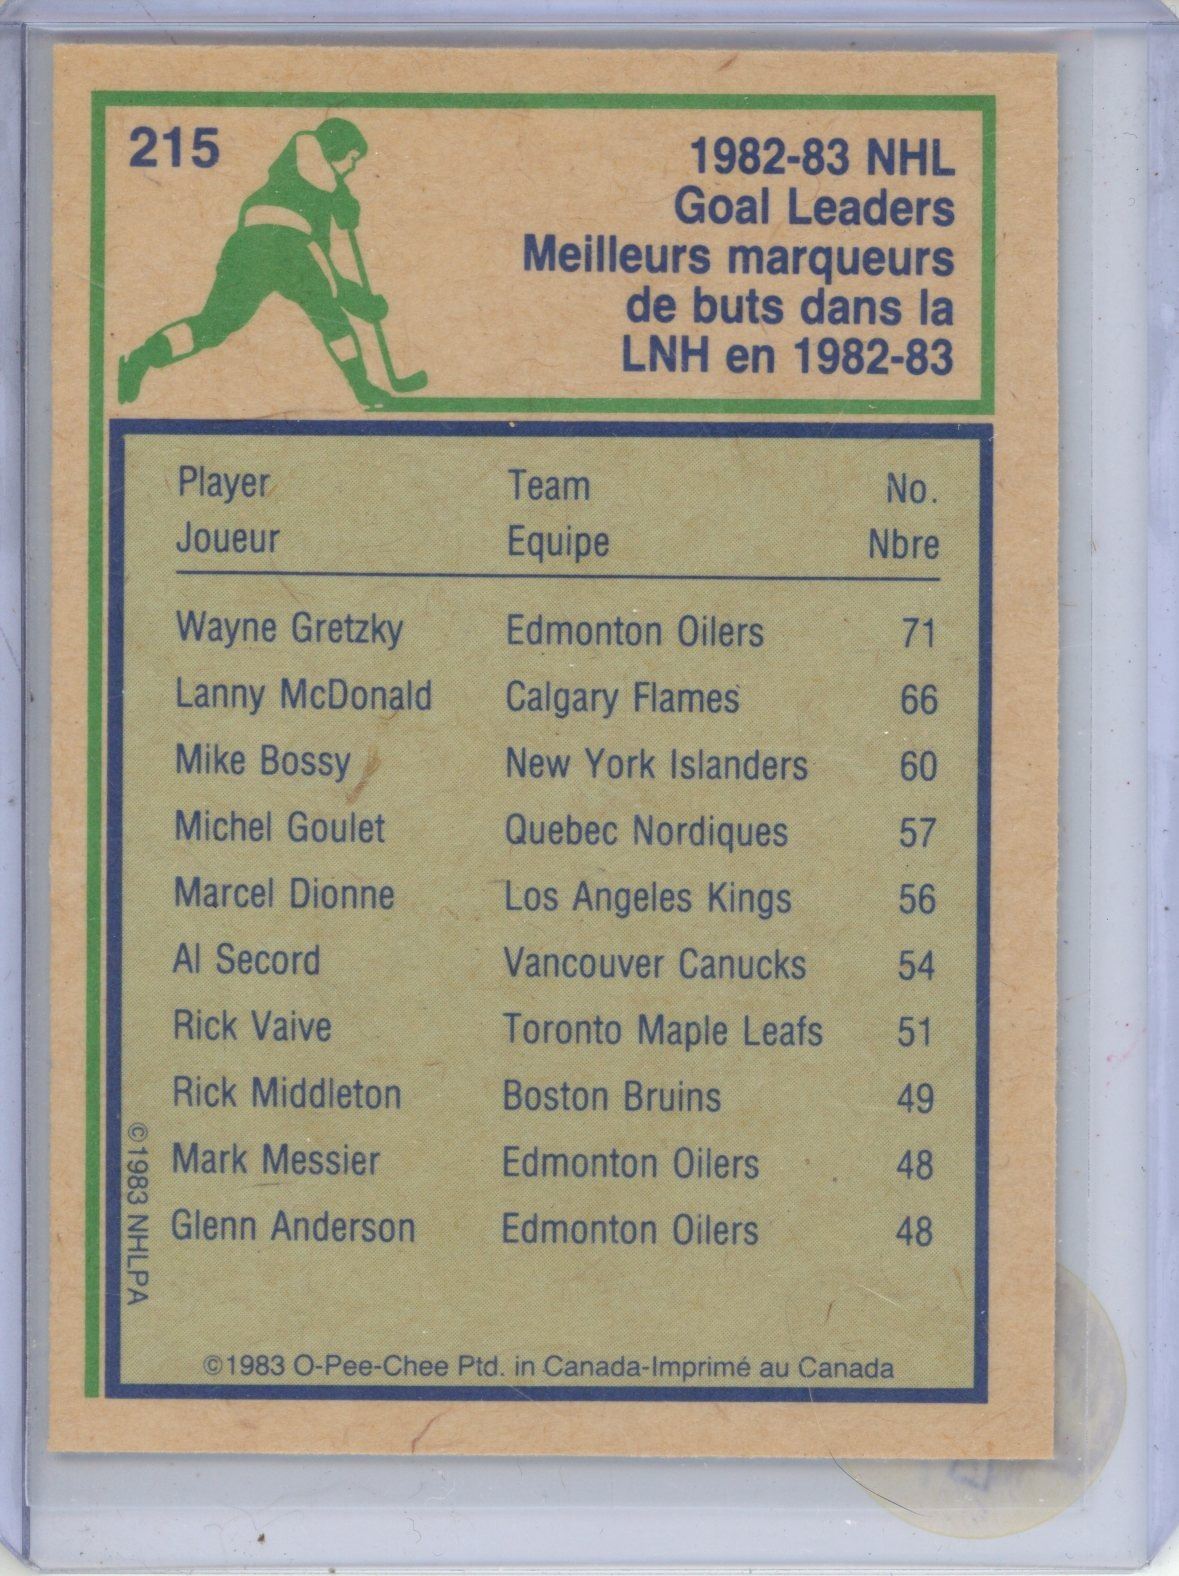 215
1982-83 NHL
Goal Leaders
Meilleurs marqueurs
de buts dans la
LNH en 1982-83
Player Team No.
Joueur Equipe Nbre
Wayne Gretzky Edmonton Oilers 71
Lanny McDonald Calgary Flames 66
Mike Bossy New York Islanders 60
Michel Goulet Quebec Nordiques 57
Marcel Dionne Los Angeles Kings 56
Al Secord Vancouver Canucks 54
Rick Vaive Toronto Maple Leafs 51
Rick Middleton Boston Bruins 49
Mark Messier Edmonton Oilers 48
Glenn Anderson Edmonton Oilers 48
©1983 NHLPA
©1983 O-Pee-Chee Ptd. in Canada-Imprimé au Canada